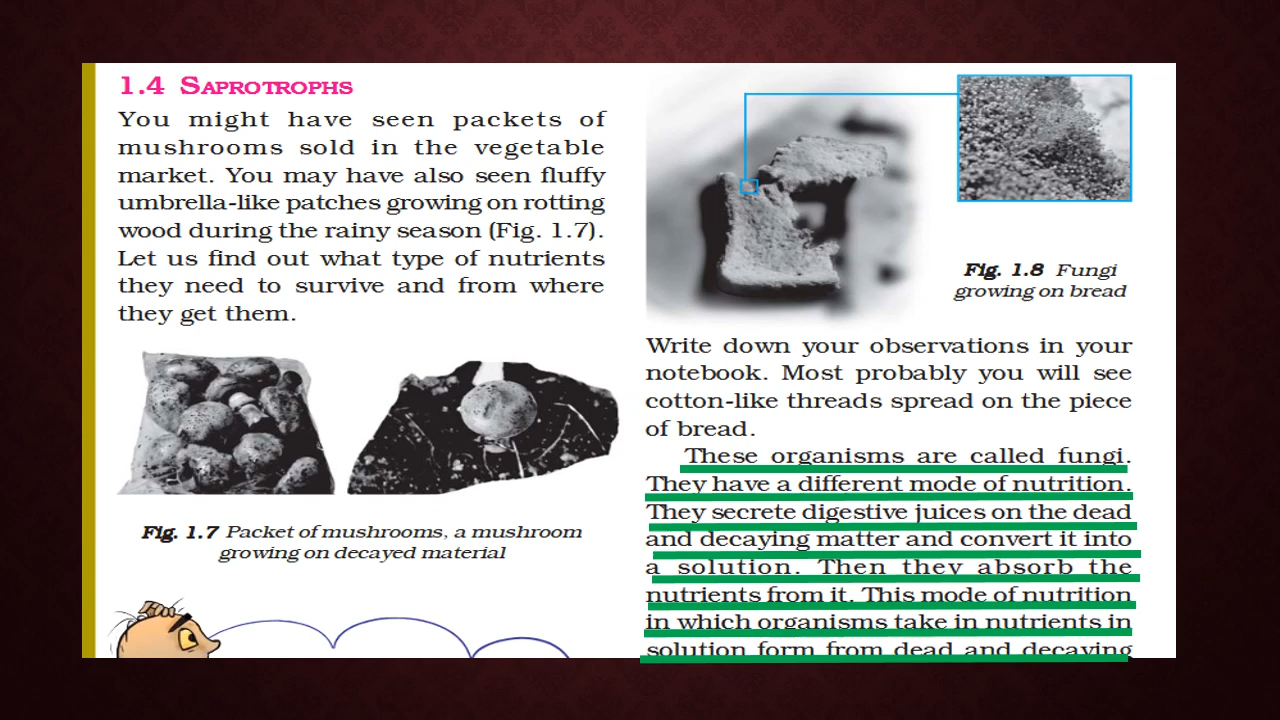 1.4 SAPROTROPHS
You might have seen packets of
mushrooms sold in the vegetable
market. You may have also seen fluffy
umbrella-like patches growing on rotting
wood during the rainy season (Fig. 1.7).
Let us find out what type of nutrients
they need to survive and from where
they get them.
Fig. 1.7 Packet of mushrooms, a mushroom
growing on decayed material
Fig. 1.8 Fungi
growing on bread
Write down your observations in your
notebook. Most probably you will see
cotton-like threads spread on the piece
of bread.
These organisms are called fungi.
They have a different mode of nutrition.
They secrete digestive juices on the dead
and decaying matter and convert it into
a solution. Then they absorb the
nutrients from it. This mode of nutrition
in which organisms take in nutrients in
solution form from dead and decaying